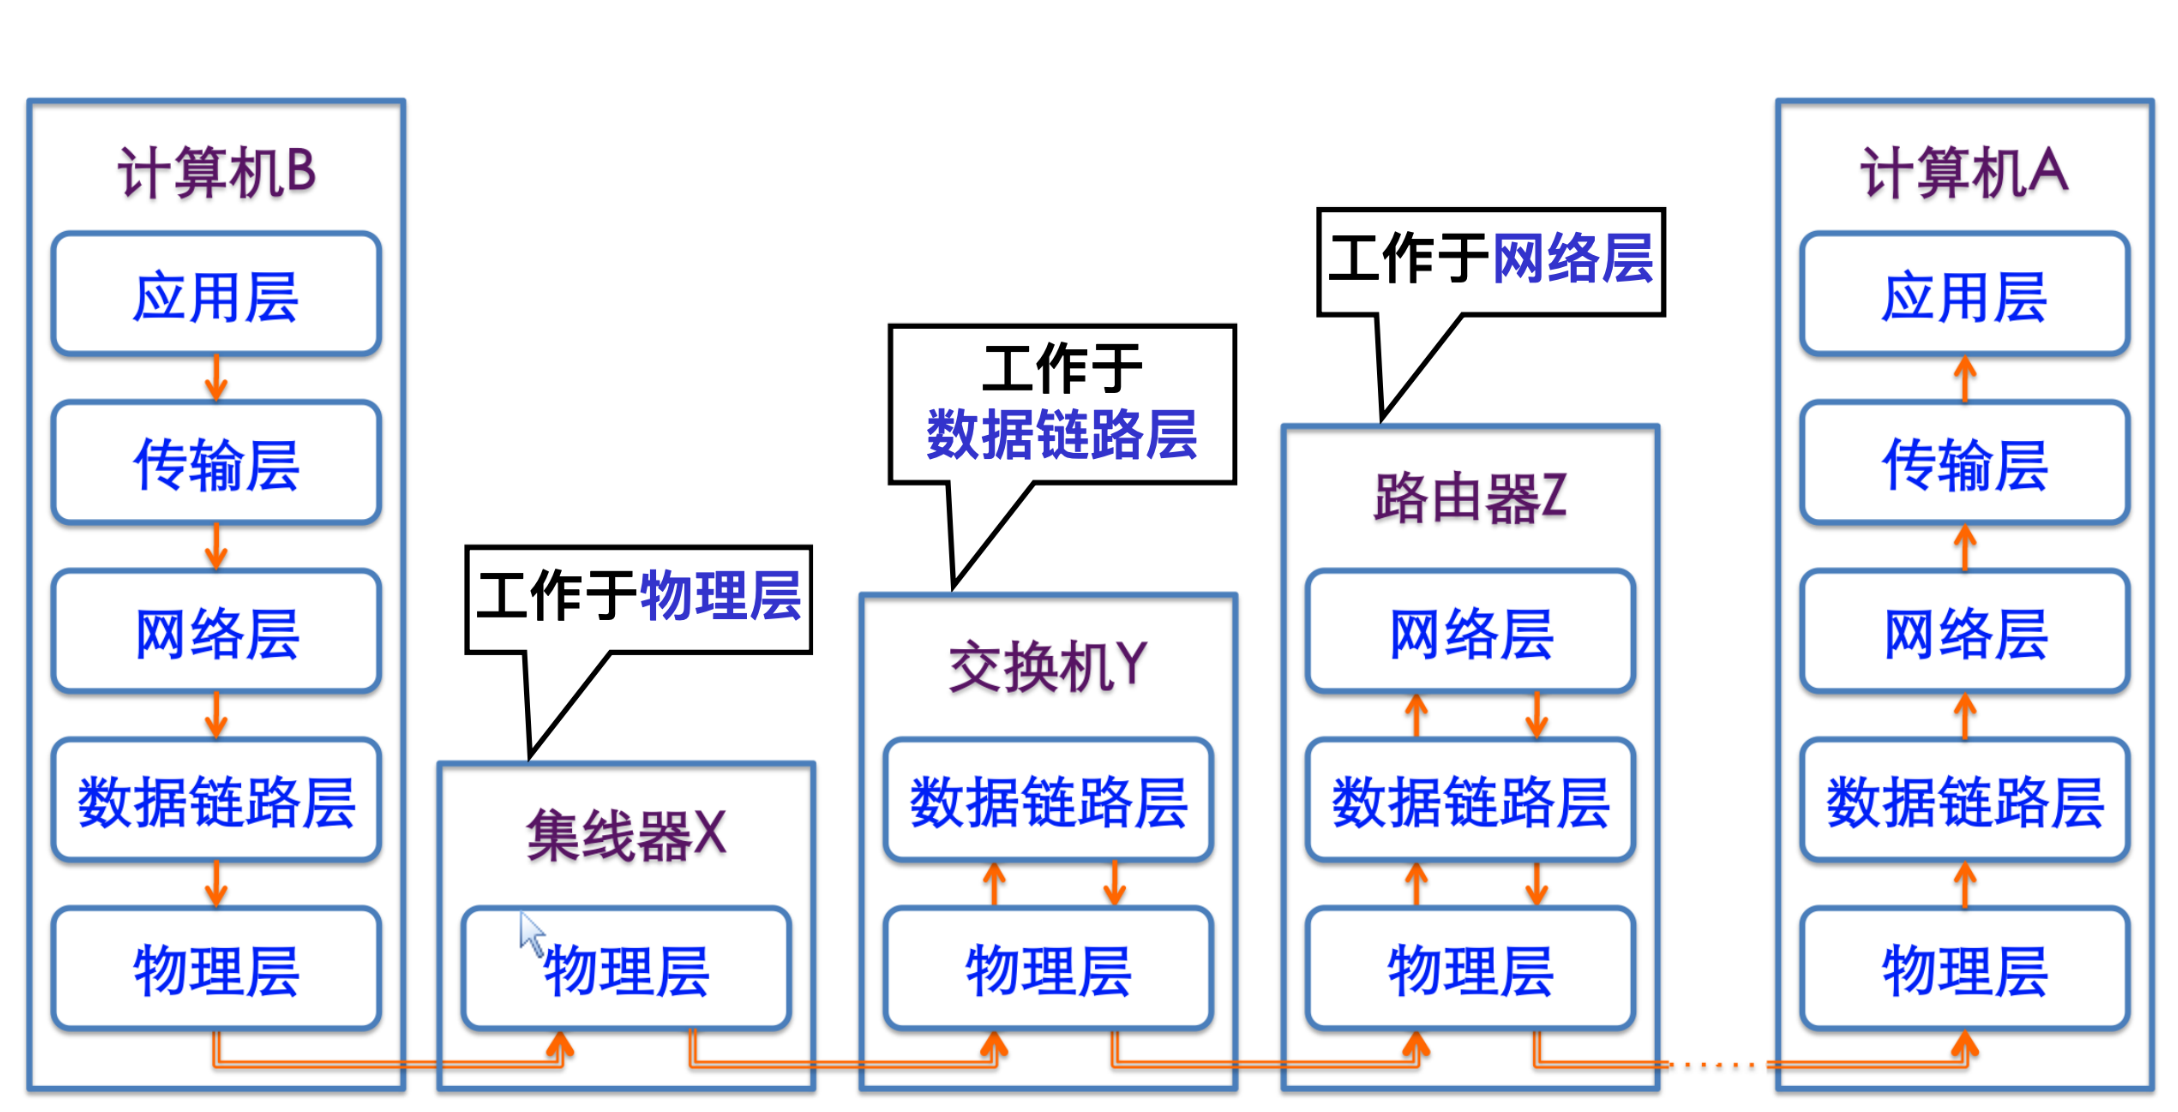 计算机B
应用层
传输层
网络层
数据链路层
物理层
工作于物理层
集线器X
物理层
工作于
数据链路层
交换机Y
数据链路层
物理层
工作于网络层
路由器Z
网络层
数据链路层
物理层
计算机A
应用层
传输层
网络层
数据链路层
物理层